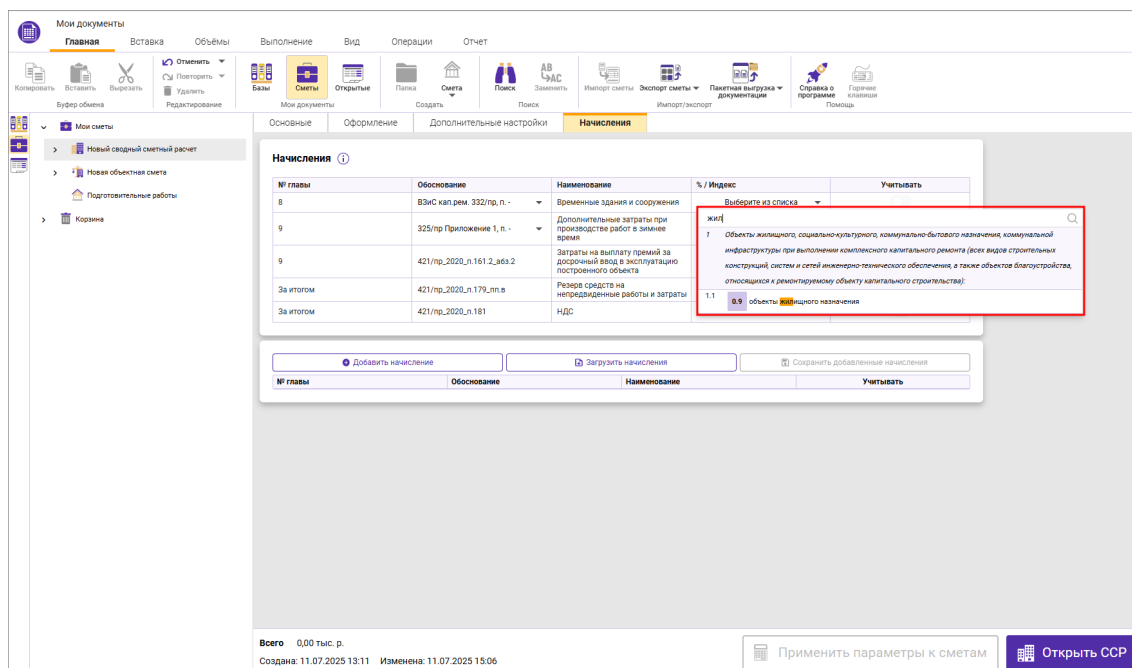 Мои документы
Главная Вставка Объёмы Выполнение Вид Операции Отчет
Копировать Вставить Вырезать Отменить Повторить Удалить
Буфер обмена Редактирование
Базы Сметы Открытые
Мои документы
Папка Смета
Создать
Поиск АВ АС Заменить
Поиск
Импорт сметы Экспорт сметы Пакетная выгрузка документации
Импорт/экспорт
Справка о программе Горячие клавиши
Помощь
Мои сметы
Новый сводный сметный расчет
Новая объектная смета
Подготовительные работы
Корзина
Основные Оформление Дополнительные настройки Начисления
Начисления
№ главы Обоснование Наименование % / Индекс Учитывать
8 ВЗиС кап.рем. 332/пр, п. - Временные здания и сооружения Выберите из списка
9 325/пр Приложение 1, п. - Дополнительные затраты при
производстве работ в зимнее
время
9 421/пр_2020_п.161.2_абз.2 Затраты на выплату премий за
досрочный ввод в эксплуатацию
построенного объекта
За итогом 421/пр_2020_п.179_пп.в Резерв средств на
непредвиденные работы и затраты
За итогом 421/пр_2020_п.181 НДС
жил
1 Объекты жилищного, социально-культурного, коммунально-бытового назначения, коммунальной
инфраструктуры при выполнении комплексного капитального ремонта (всех видов строительных
конструкций, систем и сетей инженерно-технического обеспечения, а также объектов благоустройства,
относящихся к ремонтируемому объекту капитального строительства):
1.1 0.9 объекты жилищного назначения
Добавить начисление Загрузить начисления Сохранить добавленные начисления
№ главы Обоснование Наименование Учитывать
Всего 0,00 тыс. р.
Создана: 11.07.2025 13:11 Изменена: 11.07.2025 15:06
Применить параметры к сметам Открыть ССР